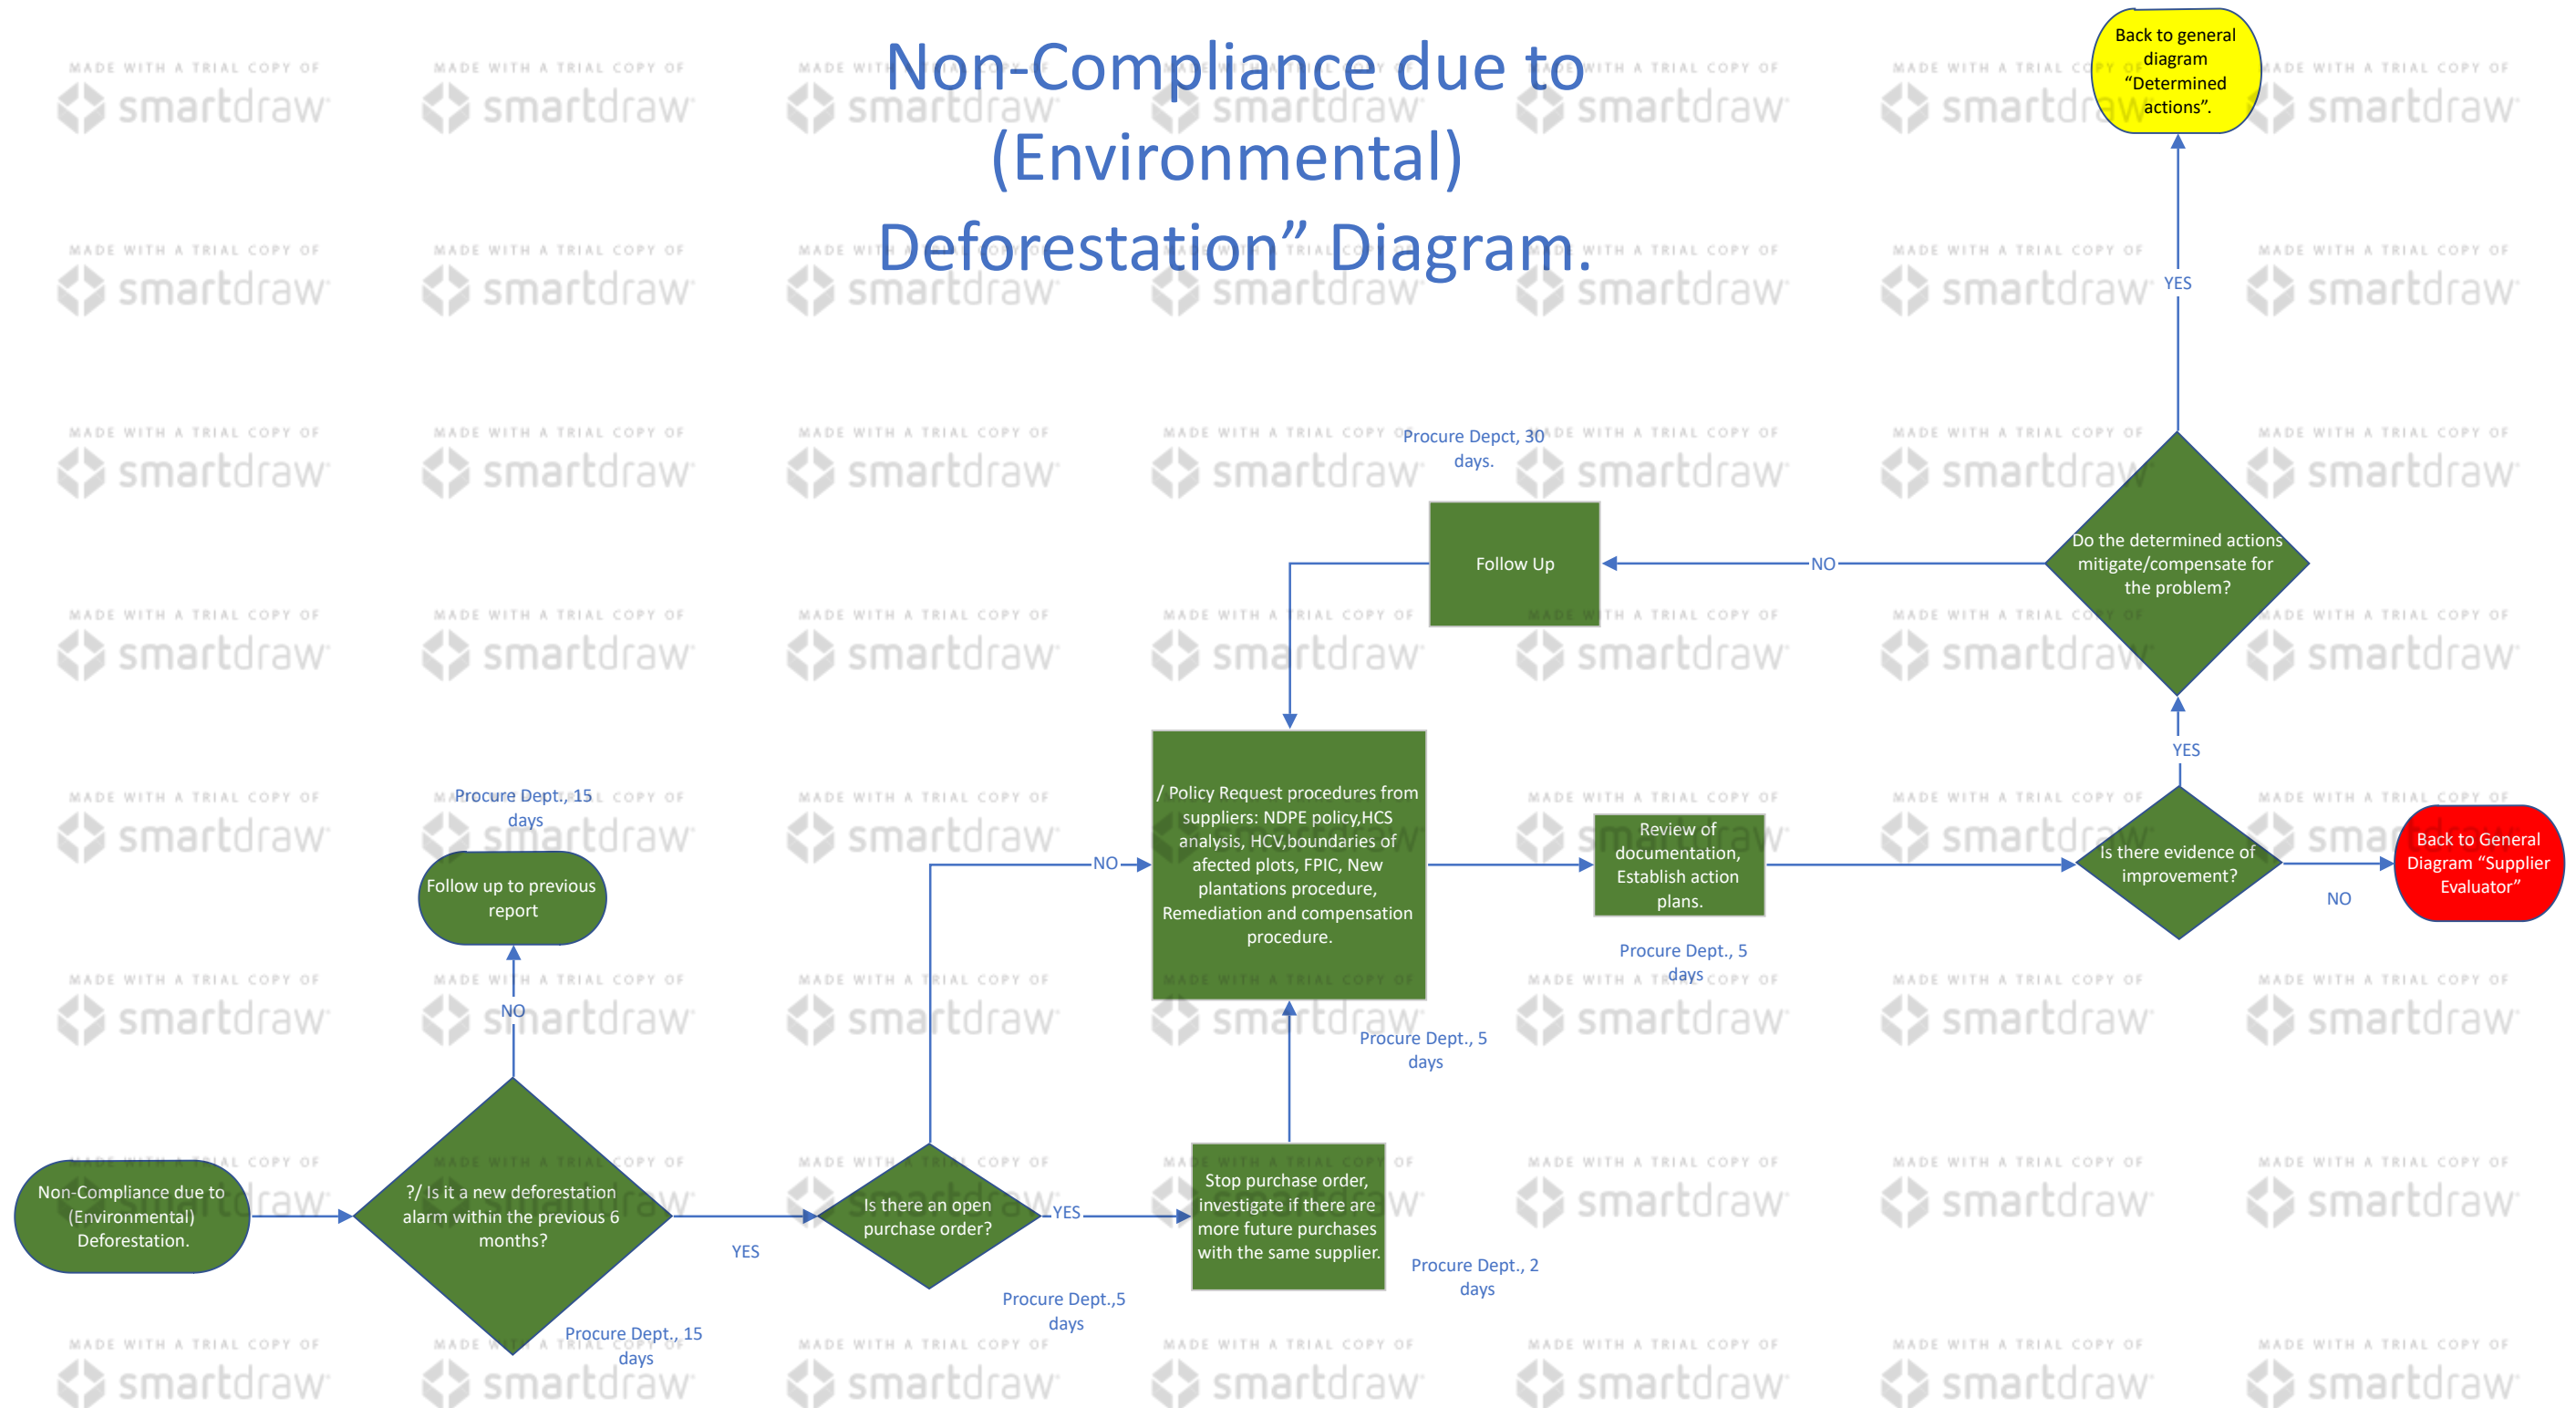 Non-Compliance due to
(Environmental)
Deforestation” Diagram.
Back to general
diagram
“Determined
actions”.
YES
Procure Depct, 30
days.
Follow Up
NO
Do the determined actions
mitigate/compensate for
the problem?
YES
Procure Dept., 15
days
Follow up to previous
report
NO
/ Policy Request procedures from
suppliers: NDPE policy,HCS
analysis, HCV,boundaries of
afected plots, FPIC, New
plantations procedure,
Remediation and compensation
procedure.
NO
Review of
documentation,
Establish action
plans.
Procure Dept., 5
days
Is there evidence of
improvement?
NO
Back to General
Diagram “Supplier
Evaluator”
Procure Dept., 5
days
Non-Compliance due to
(Environmental)
Deforestation.
?/ Is it a new deforestation
alarm within the previous 6
months?
YES
Procure Dept., 15
days
Is there an open
purchase order?
YES
Procure Dept.,5
days
Stop purchase order,
investigate if there are
more future purchases
with the same supplier.
Procure Dept., 2
days
MADE WITH A TRIAL COPY OF
smartdraw